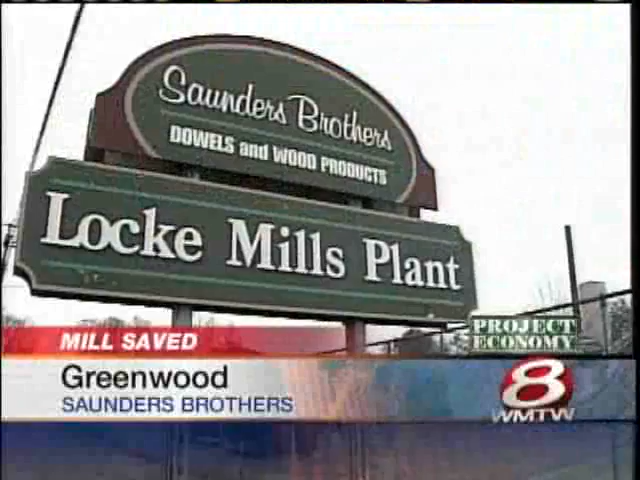 Saunders Brothers
DOWELS and WOOD PRODUCTS
Locke Mills Plant
PROJECT
ECONOMY
MILL SAVED
Greenwood
SAUNDERS BROTHERS
8
WMTW